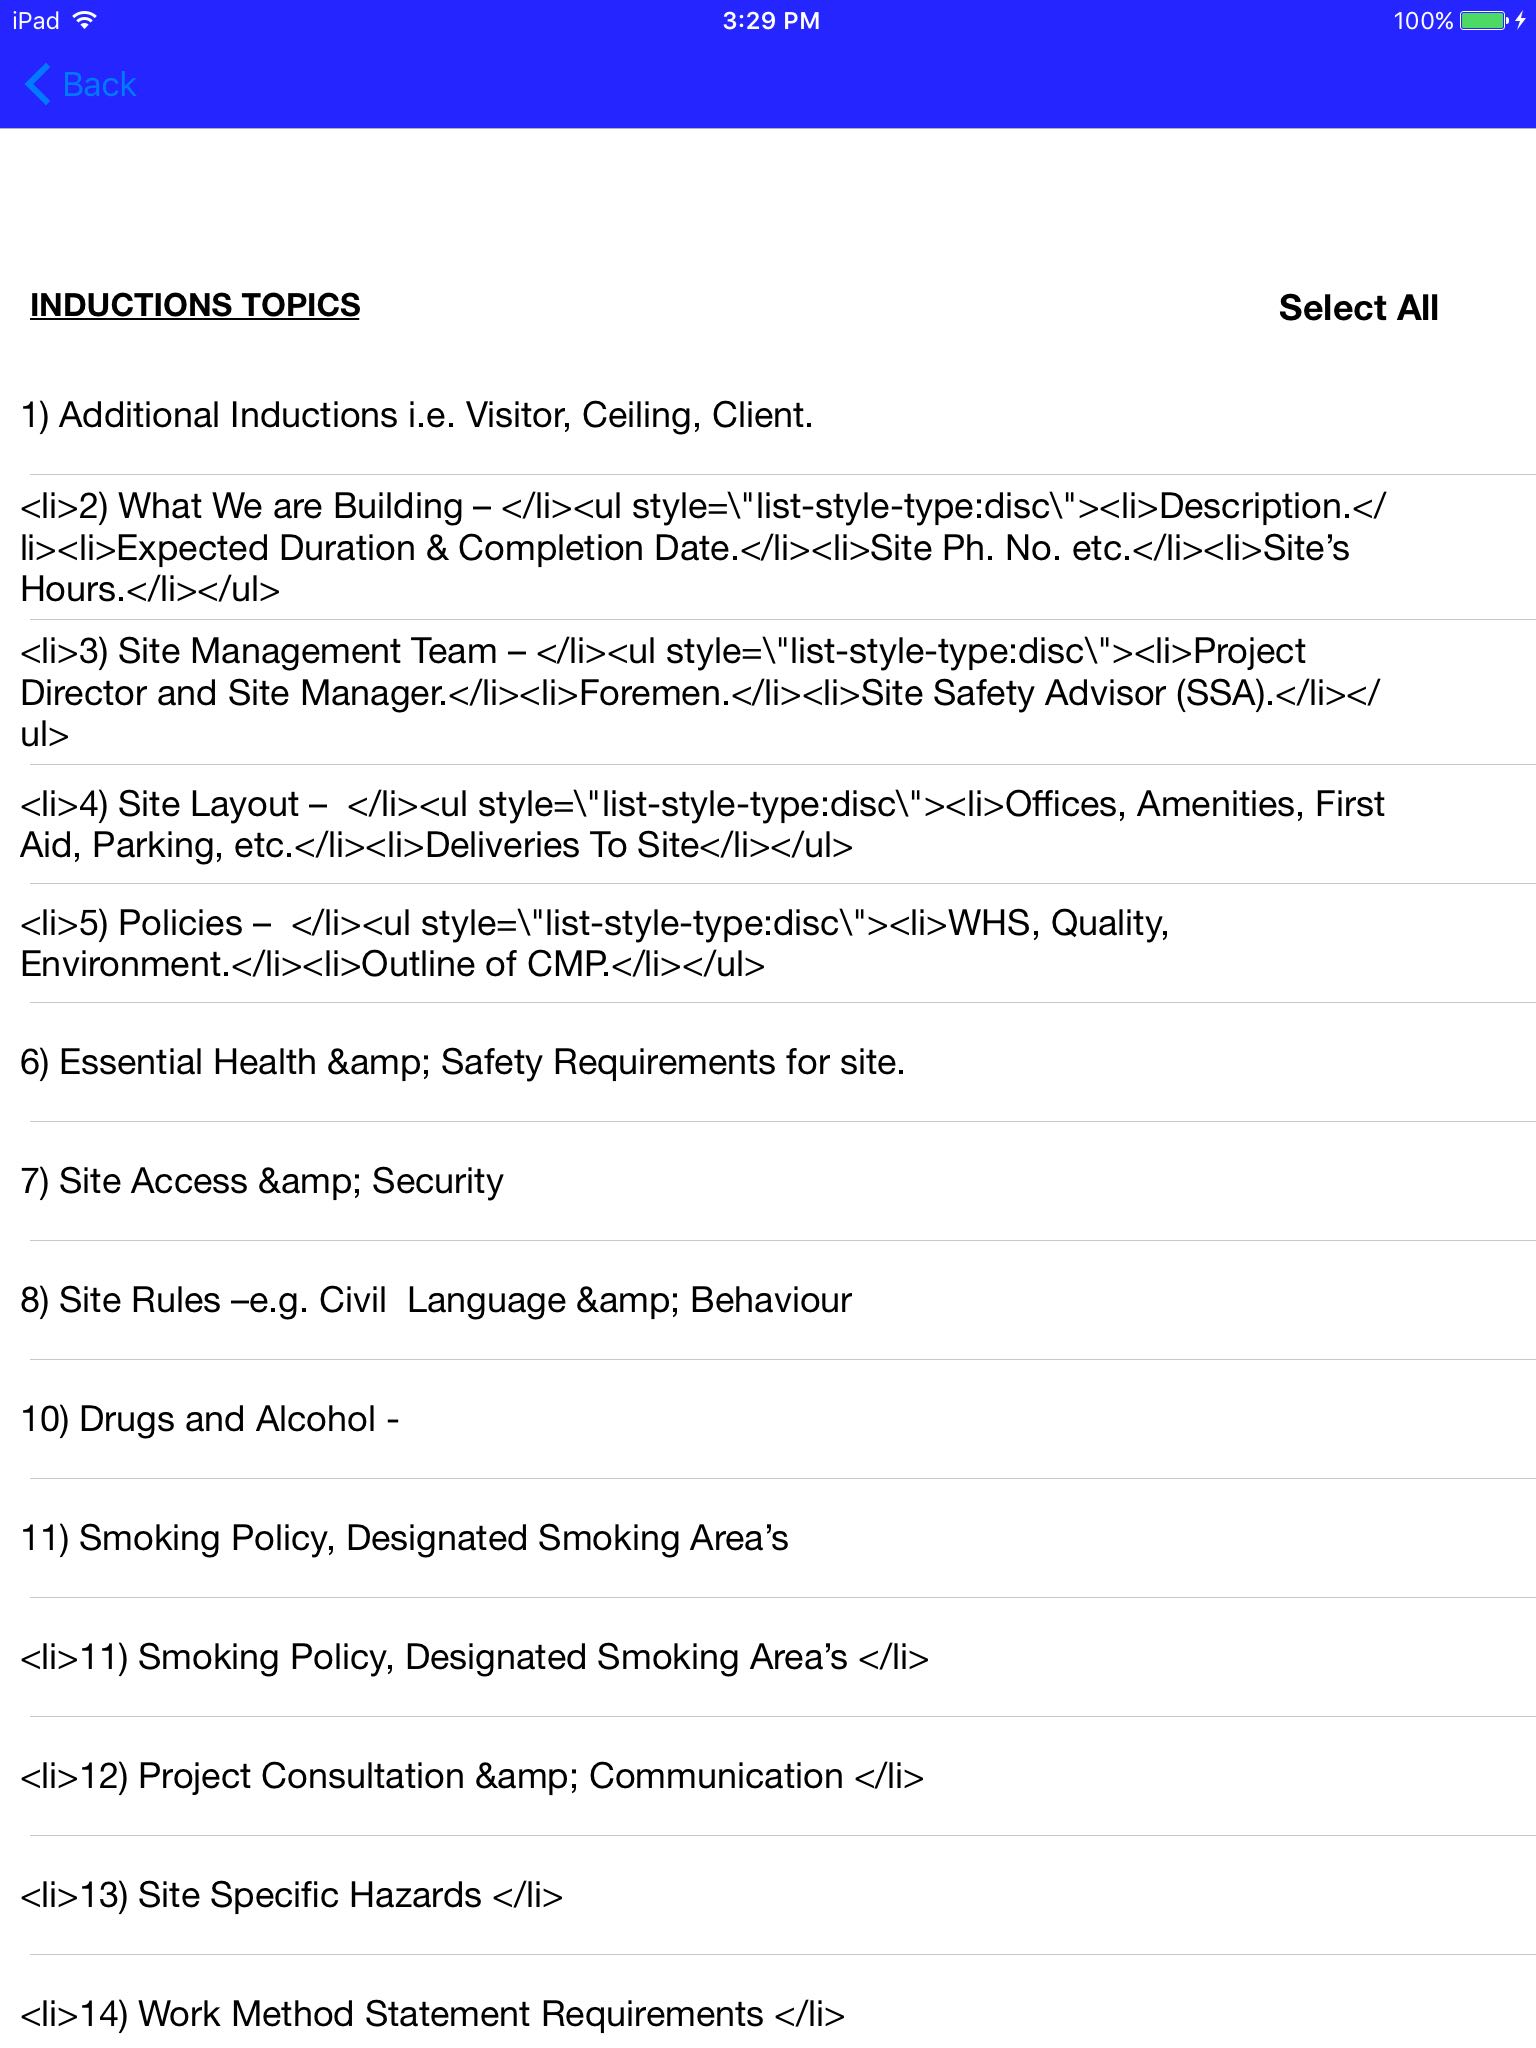 iPad 3:29 PM 100%
Back
INDUCTIONS TOPICS Select All
1) Additional Inductions i.e. Visitor, Ceiling, Client.
<li>2) What We are Building – </li><ul style=\"list-style-type:disc\"><li>Description.</
li><li>Expected Duration & Completion Date.</li><li>Site Ph. No. etc.</li><li>Site’s
Hours.</li></ul>
<li>3) Site Management Team – </li><ul style=\"list-style-type:disc\"><li>Project
Director and Site Manager.</li><li>Foremen.</li><li>Site Safety Advisor (SSA).</li></
ul>
<li>4) Site Layout –  </li><ul style=\"list-style-type:disc\"><li>Offices, Amenities, First
Aid, Parking, etc.</li><li>Deliveries To Site</li></ul>
<li>5) Policies –  </li><ul style=\"list-style-type:disc\"><li>WHS, Quality,
Environment.</li><li>Outline of CMP.</li></ul>
6) Essential Health &amp; Safety Requirements for site.
7) Site Access &amp; Security
8) Site Rules –e.g. Civil  Language &amp; Behaviour
10) Drugs and Alcohol -
11) Smoking Policy, Designated Smoking Area’s
<li>11) Smoking Policy, Designated Smoking Area’s </li>
<li>12) Project Consultation &amp; Communication </li>
<li>13) Site Specific Hazards </li>
<li>14) Work Method Statement Requirements </li>